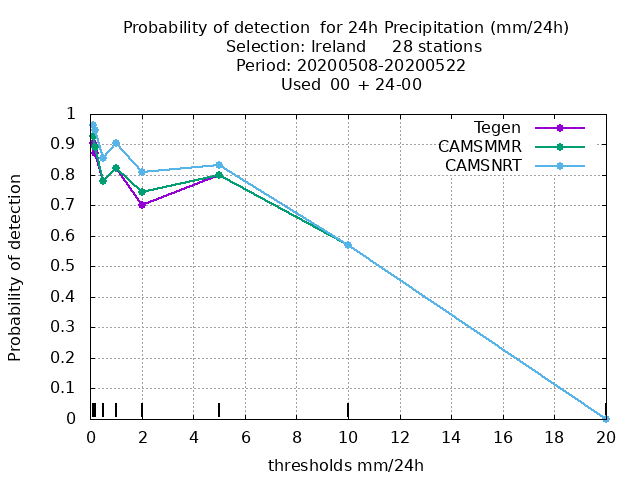 Probability of detection  for 24h Precipitation (mm/24h)
Selection: Ireland     28 stations
Period: 20200508-20200522
Used  00 + 24-00
Tegen
CAMSMMR
CAMSNRT
Probability of detection
1
0.9
0.8
0.7
0.6
0.5
0.4
0.3
0.2
0.1
0
0 2 4 6 8 10 12 14 16 18 20
thresholds mm/24h